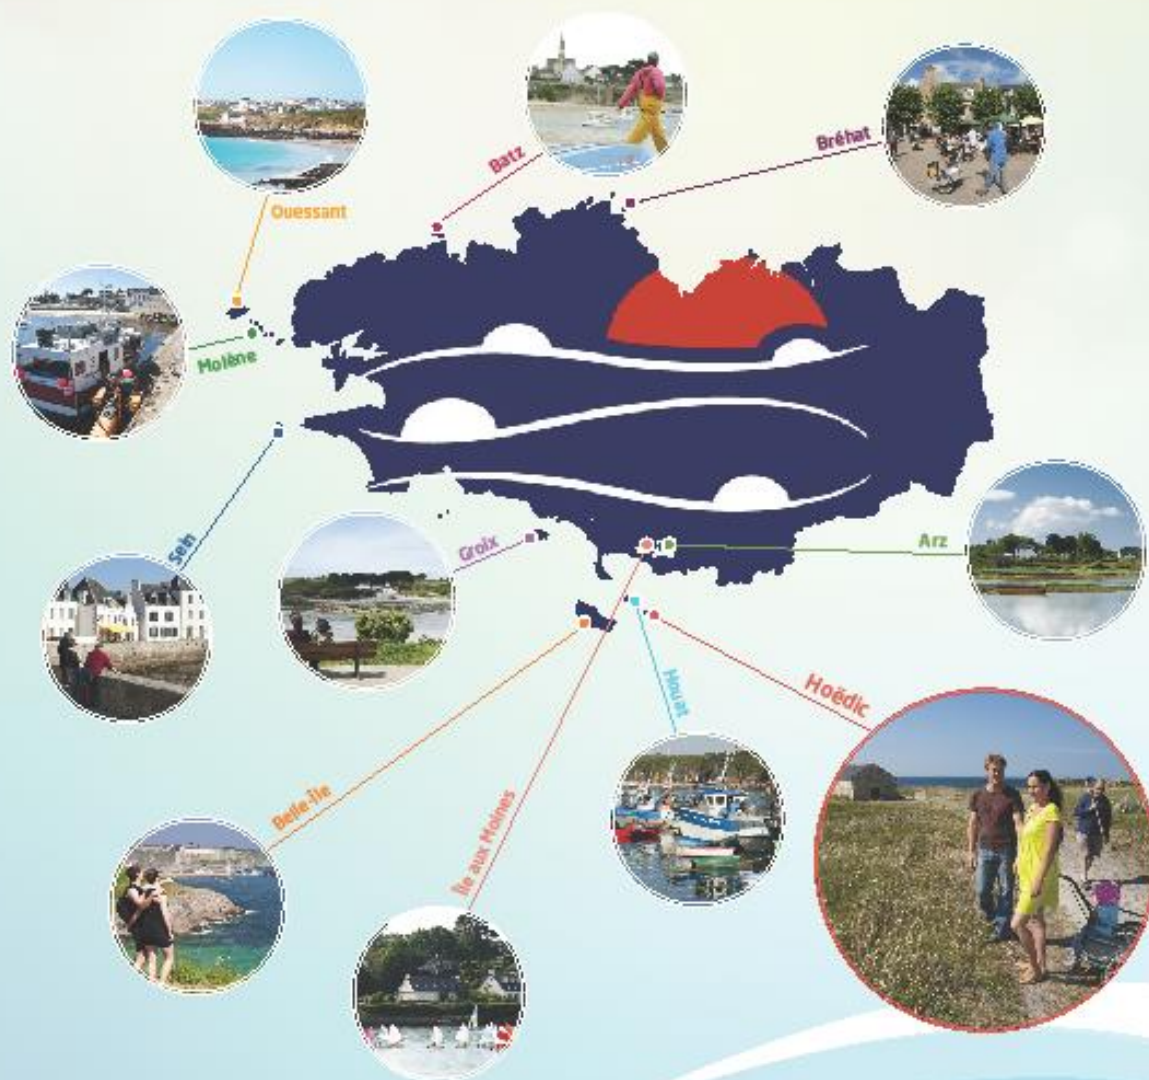 Batz
Bréhat
Ouessant
Molène
Sein
Groix
Arz
Houat
Hoëdic
Belle-Île
Île aux Moines